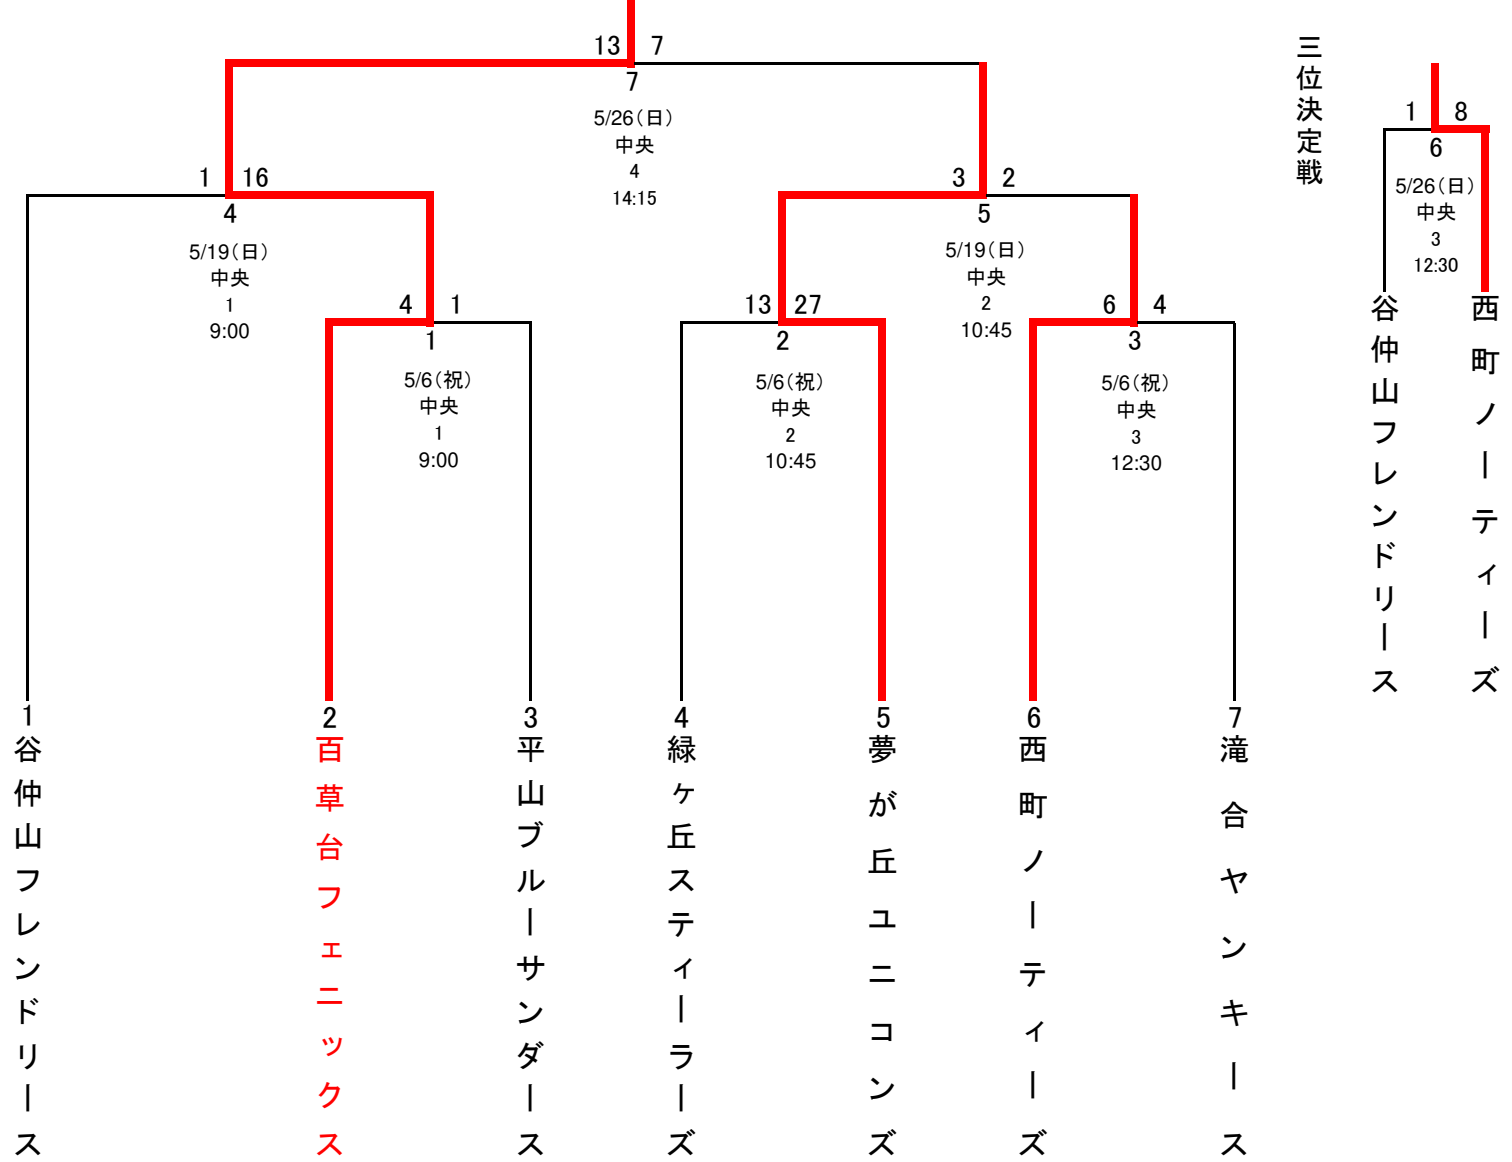 13 7
7
5/26(日)
中央
4
14:15
三位決定戦
1 8
6
5/26(日)
中央
3
12:30
谷仲山フレンドリース
西町ノーティーズ
1 16
4
5/19(日)
中央
1
9:00
3 2
5
5/19(日)
中央
2
10:45
4 1
1
5/6(祝)
中央
1
9:00
13 27
2
5/6(祝)
中央
2
10:45
6 4
3
5/6(祝)
中央
3
12:30
1 谷仲山フレンドリース
2 百草台フェニックス
3 平山ブルーサンダース
4 緑ヶ丘スティーラーズ
5 夢が丘ユニコンズ
6 西町ノーティーズ
7 滝合ヤンキース